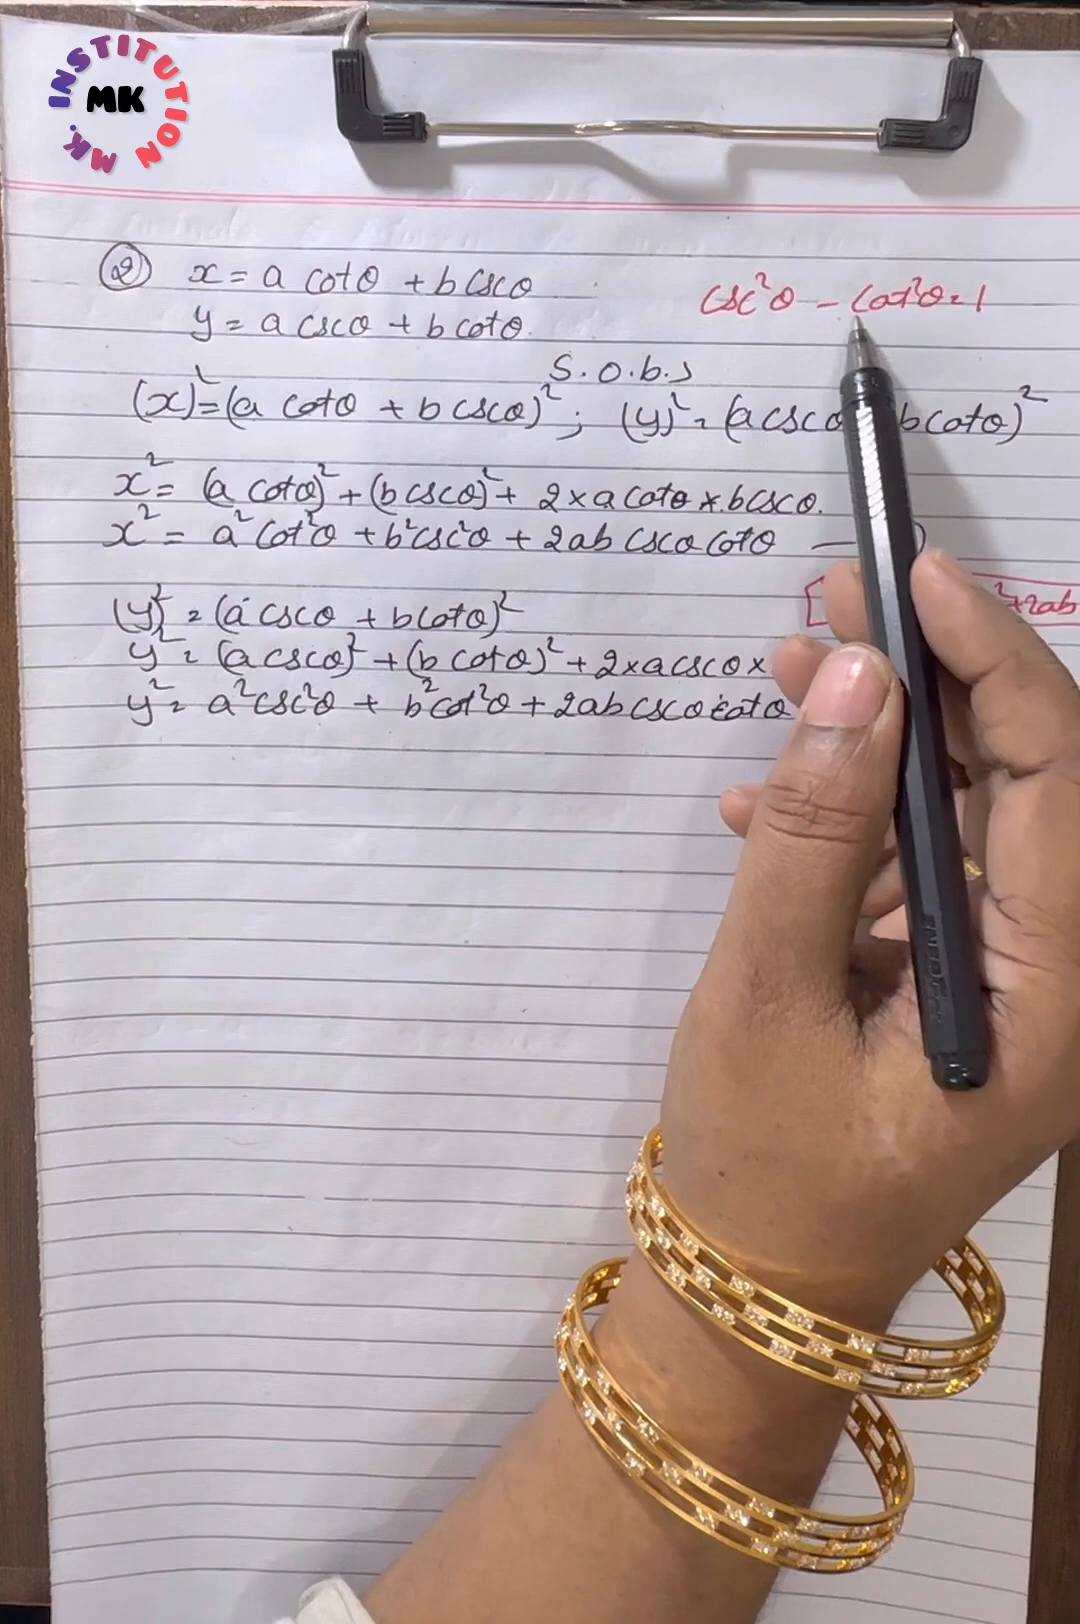 MK. INSTITUTION
MK
② x = a cotθ + b cscθ
y = a cscθ + b cotθ.
csc²θ - cot²θ = 1
S.O.b.s
(x)² = (a cotθ + b cscθ)² ; (y)² = (a cscθ b cotθ)²
x² = (a cotθ)² + (b cscθ)² + 2 × a cotθ × b cscθ.
x² = a² cot²θ + b² csc²θ + 2ab cscθ cotθ —
²+2ab
(y)² = (a cscθ + b cotθ)²
y² = (a cscθ)² + (b cotθ)² + 2 × a cscθ ×
y² = a² csc²θ + b² cot²θ + 2ab cscθ cotθ